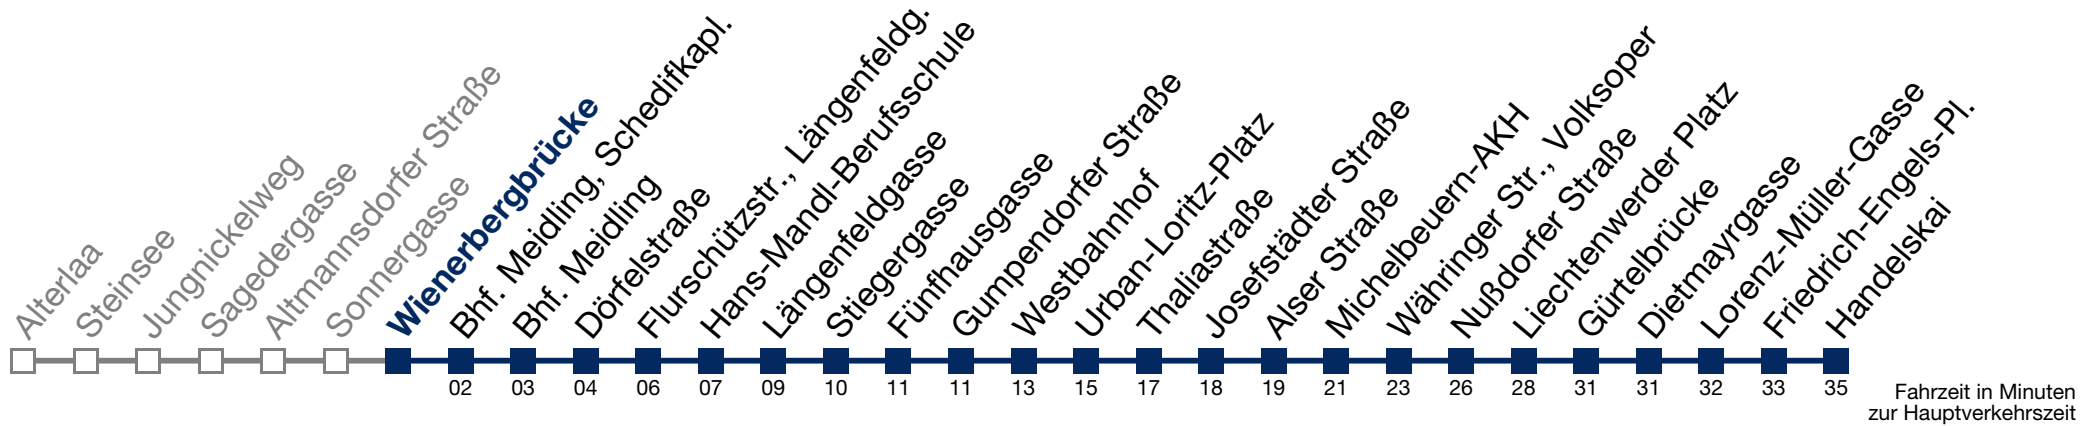 Alterlaa
Steinsee
Jungnickelweg
Sagedergasse
Altmannsdorfer Straße
Sonnergasse
Wienerbergbrücke
Bhf. Meidling, Schedifkapl.
Bhf. Meidling
Dörfelstraße
Flurschützstr., Längenfeldg.
Hans-Mandl-Berufsschule
Längenfeldgasse
Stiegergasse
Fünfhausgasse
Gumpendorfer Straße
Westbahnhof
Urban-Loritz-Platz
Thaliastraße
Josefstädter Straße
Alser Straße
Michelbeuern-AKH
Währinger Str., Volksoper
Nußdorfer Straße
Liechtenwerder Platz
Gürtelbrücke
Dietmayrgasse
Lorenz-Müller-Gasse
Friedrich-Engels-Pl.
Handelskai
02 03 04 06 07 09 10 11 11 13 15 17 18 19 21 23 26 28 31 31 32 33 35
Fahrzeit in Minuten
zur Hauptverkehrszeit